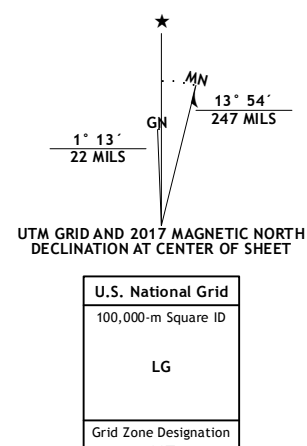 ★
MN
GN
13° 54´
247 MILS
1° 13´
22 MILS
UTM GRID AND 2017 MAGNETIC NORTH
DECLINATION AT CENTER OF SHEET
U.S. National Grid
100,000-m Square ID
LG
Grid Zone Designation